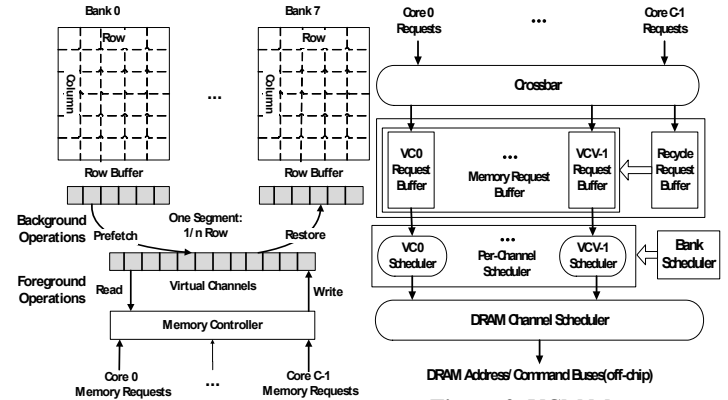 Bank 0
Bank 7
Row
Column
...
Row
Column
Row Buffer
Row Buffer
Background
Operations
Prefetch
One Segment:
1/n Row
Restore
Foreground
Operations
Read
Virtual Channels
Write
Memory Controller
Core 0
Memory Requests
...
Core C-1
Memory Requests
Core 0
Requests
...
Core C-1
Requests
Crossbar
VC0
Request
Buffer
...
Memory Request
Buffer
VCV-1
Request
Buffer
Recycle
Request
Buffer
VC0
Scheduler
...
Per-Channel
Scheduler
VCV-1
Scheduler
Bank
Scheduler
DRAM Channel Scheduler
DRAM Address/ Command Buses(off-chip)